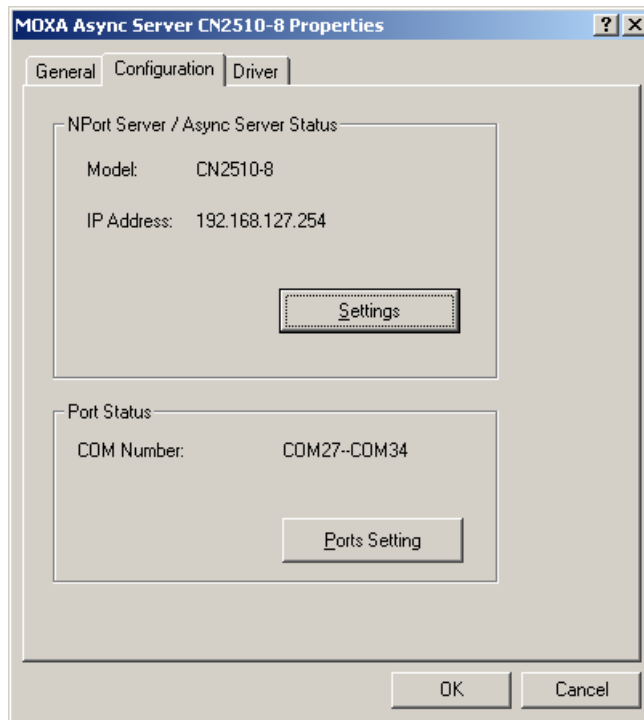 MOXA Async Server CN2510-8 Properties
General Configuration Driver
NPort Server / Async Server Status
Model: CN2510-8
IP Address: 192.168.127.254
Settings
Port Status
COM Number: COM27--COM34
Ports Setting
OK Cancel